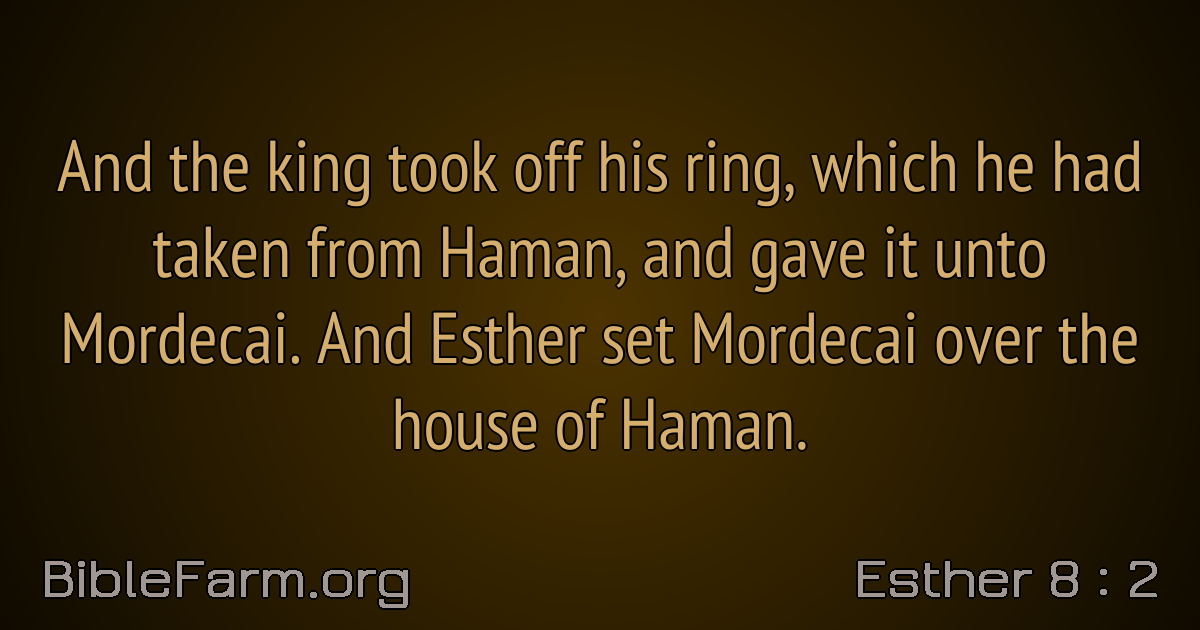 And the king took off his ring, which he had
taken from Haman, and gave it unto
Mordecai. And Esther set Mordecai over the
house of Haman.
BibleFarm.org
Esther 8 : 2